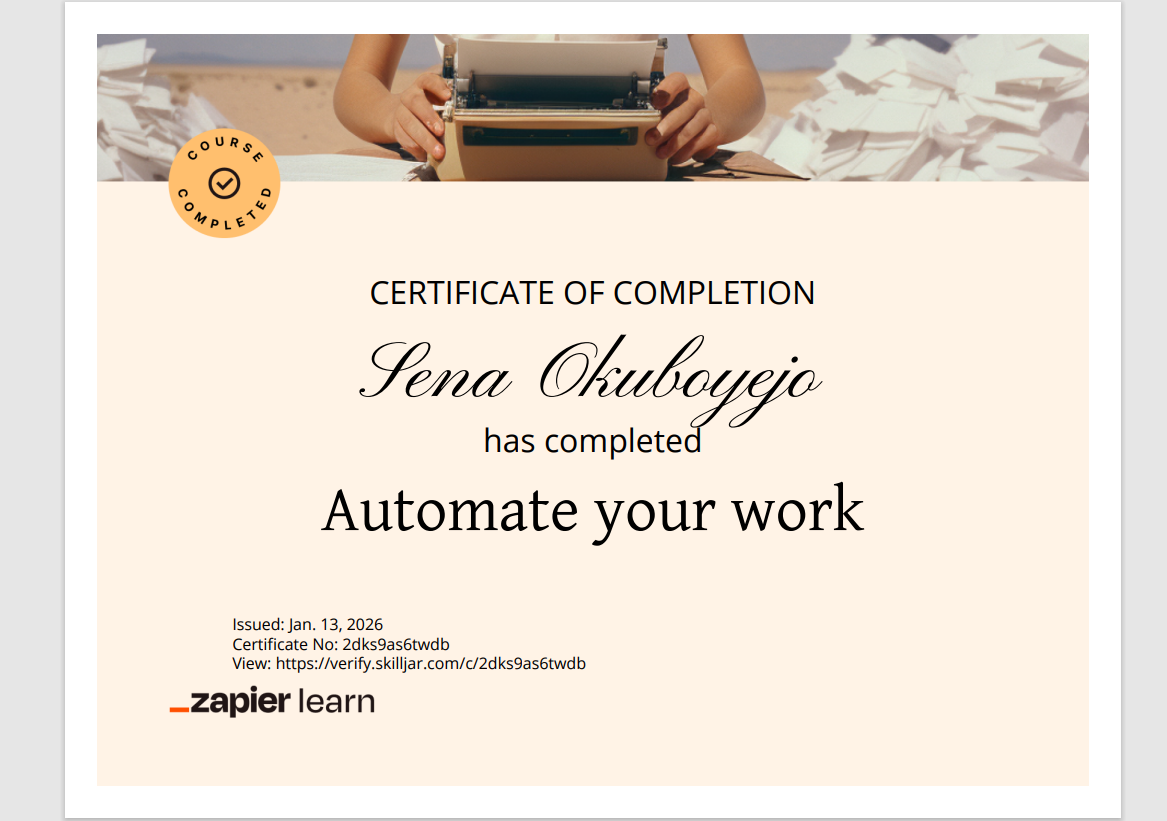 COURSE
COMPLETED
CERTIFICATE OF COMPLETION
Sena Okuboyejo
has completed
Automate your work
Issued: Jan. 13, 2026
Certificate No: 2dks9as6twdb
View: https://verify.skilljar.com/c/2dks9as6twdb
_zapier learn